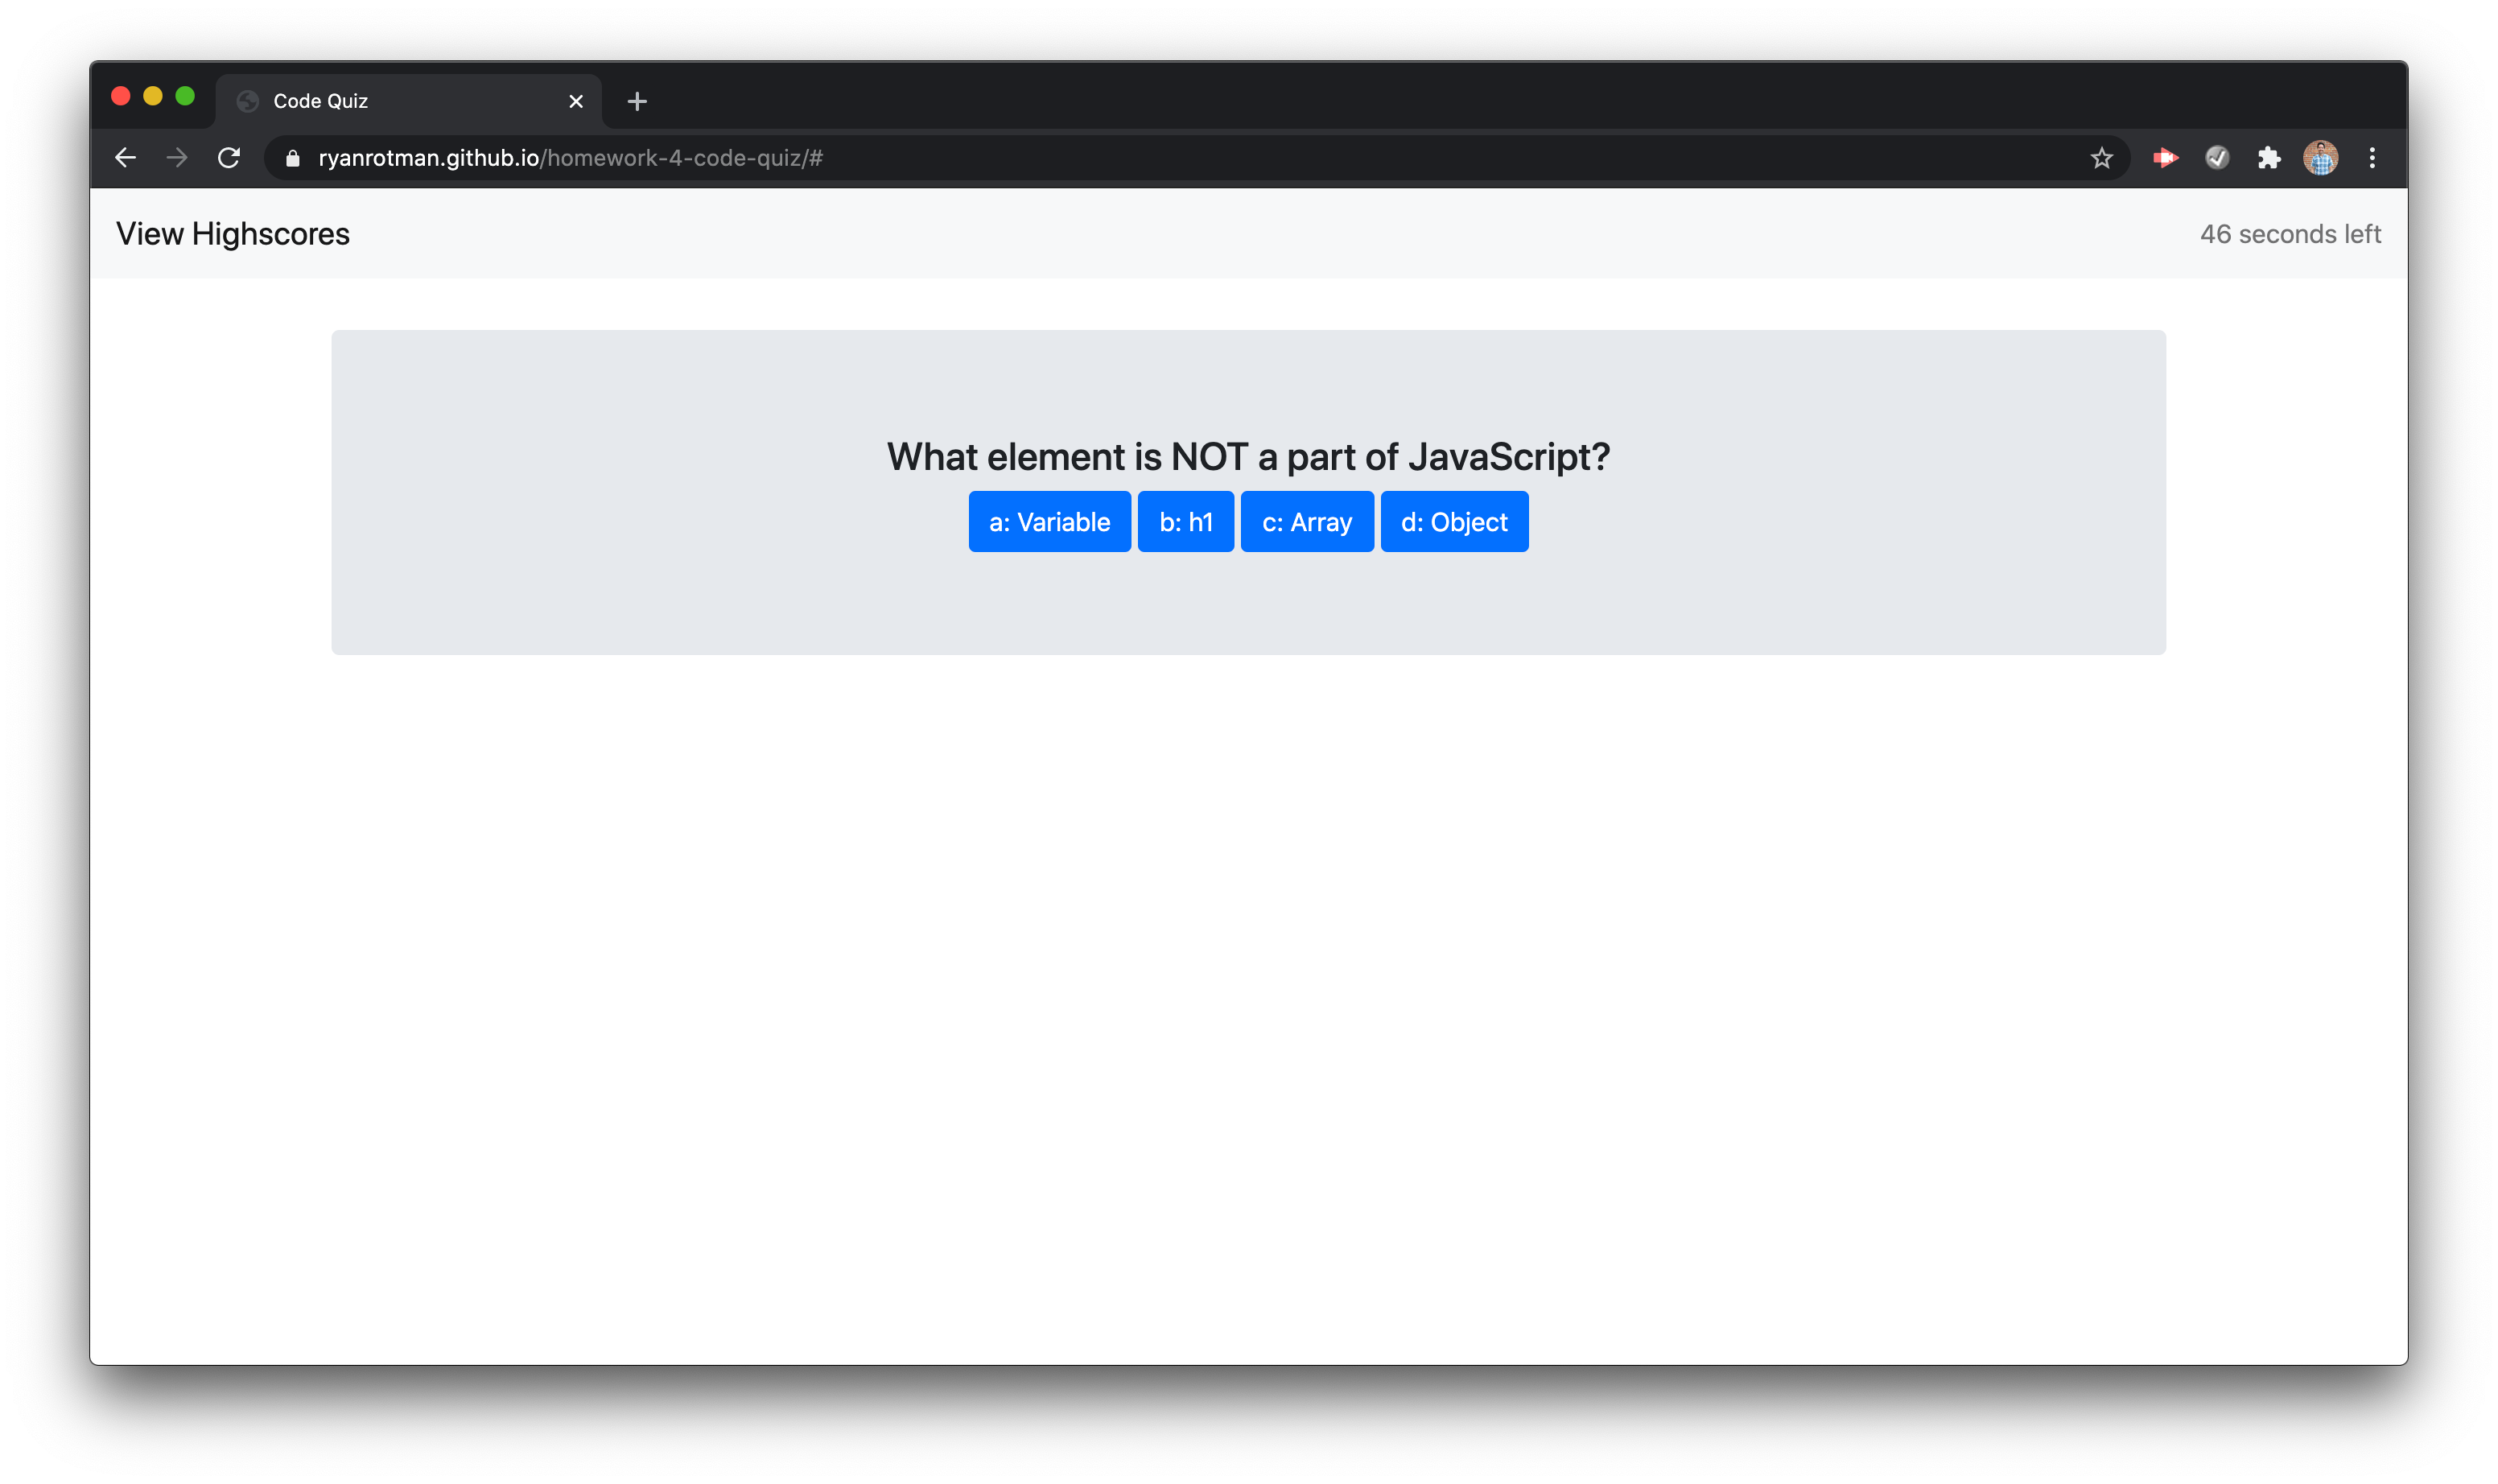 Code Quiz
ryanrotman.github.io/homework-4-code-quiz/#
View Highscores
46 seconds left
What element is NOT a part of JavaScript?
a: Variable
b: h1
c: Array
d: Object